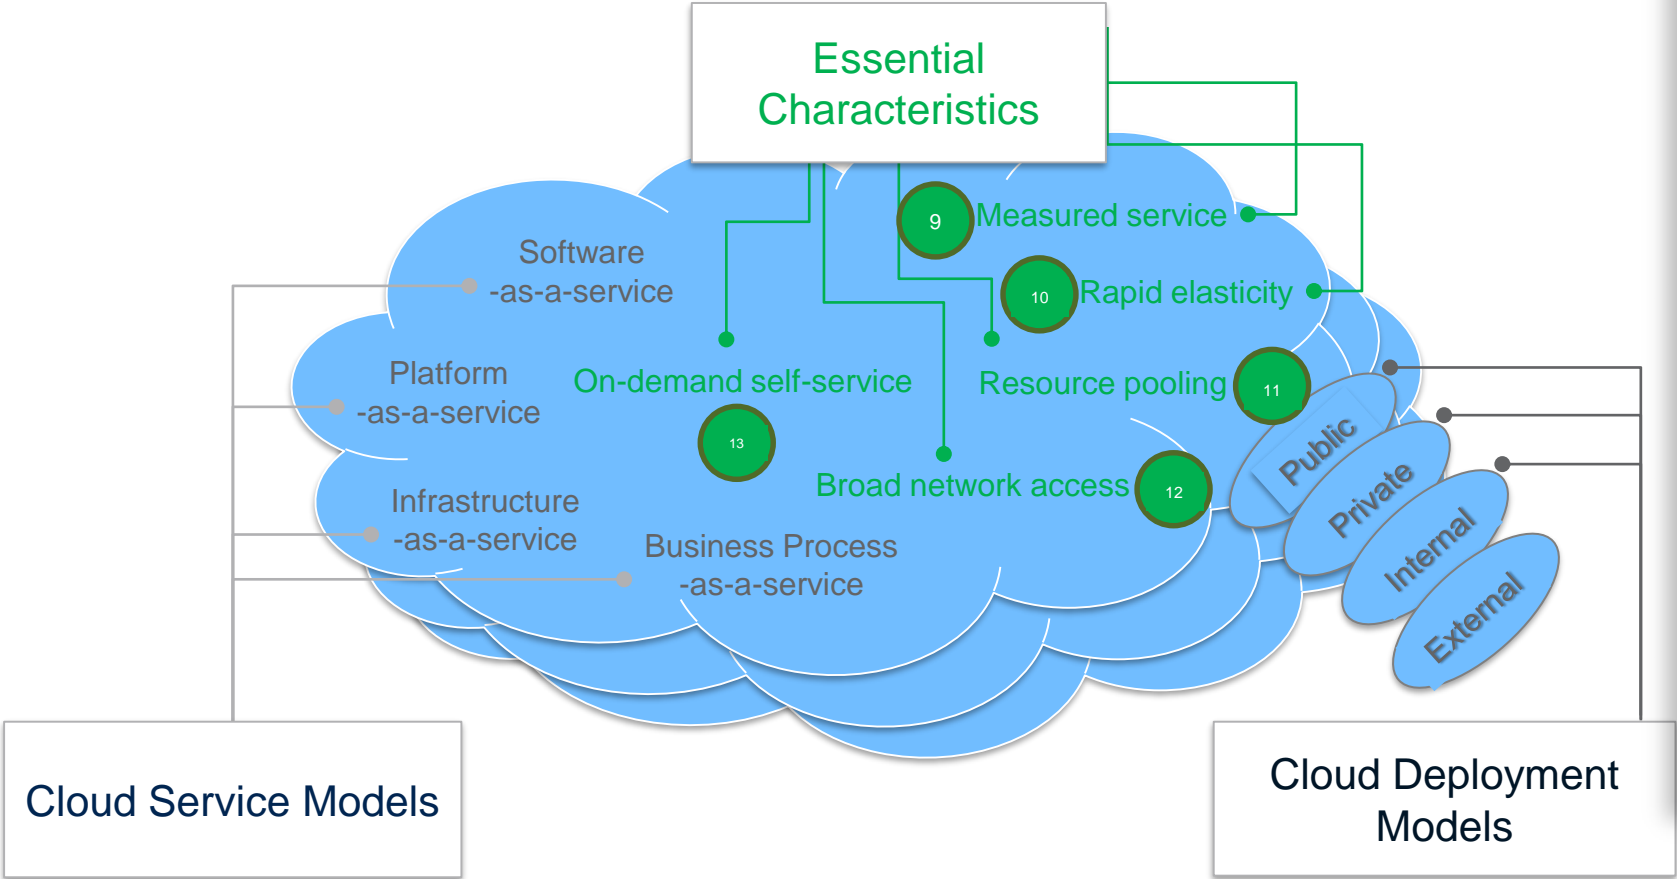 Essential
Characteristics
9
Measured service
Software
-as-a-service
10
Rapid elasticity
Platform
-as-a-service
On-demand self-service
Resource pooling
11
13
Public
Broad network access
12
Private
Infrastructure
-as-a-service
Internal
Business Process
-as-a-service
External
Cloud Service Models
Cloud Deployment
Models